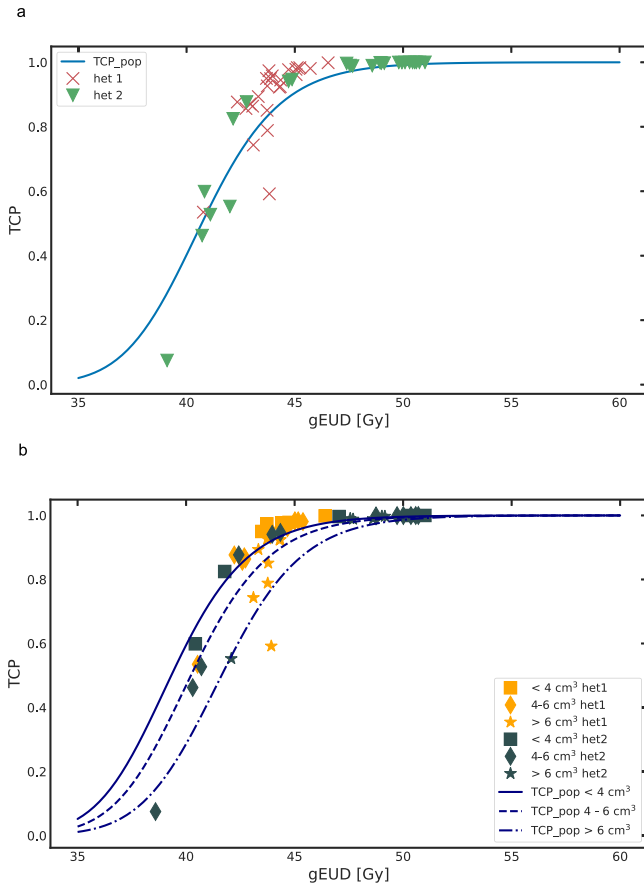 a
TCP_pop
het 1
het 2
1.0
0.8
0.6
0.4
0.2
0.0
TCP
35 40 45 50 55 60
gEUD [Gy]
b
1.0
0.8
0.6
0.4
0.2
0.0
TCP
< 4 cm³ het1
4–6 cm³ het1
> 6 cm³ het1
< 4 cm³ het2
4–6 cm³ het2
> 6 cm³ het2
TCP_pop < 4 cm³
TCP_pop 4 – 6 cm³
TCP_pop > 6 cm³
35 40 45 50 55 60
gEUD [Gy]